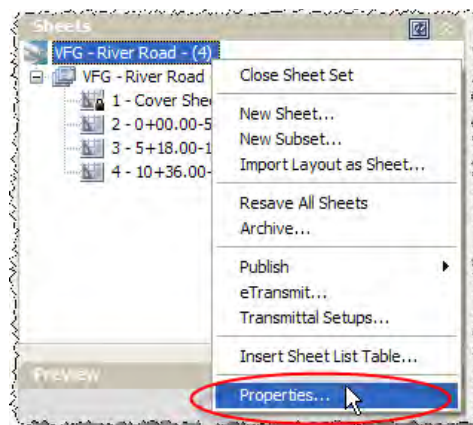 Sheets
VFG - River Road - (4)
VFG - River Road
1 - Cover Shee
2 - 0+00.00-5
3 - 5+18.00-1
4 - 10+36.00-
Close Sheet Set
New Sheet...
New Subset...
Import Layout as Sheet...
Resave All Sheets
Archive...
Publish
eTransmit...
Transmittal Setups...
Insert Sheet List Table...
Preview
Properties...